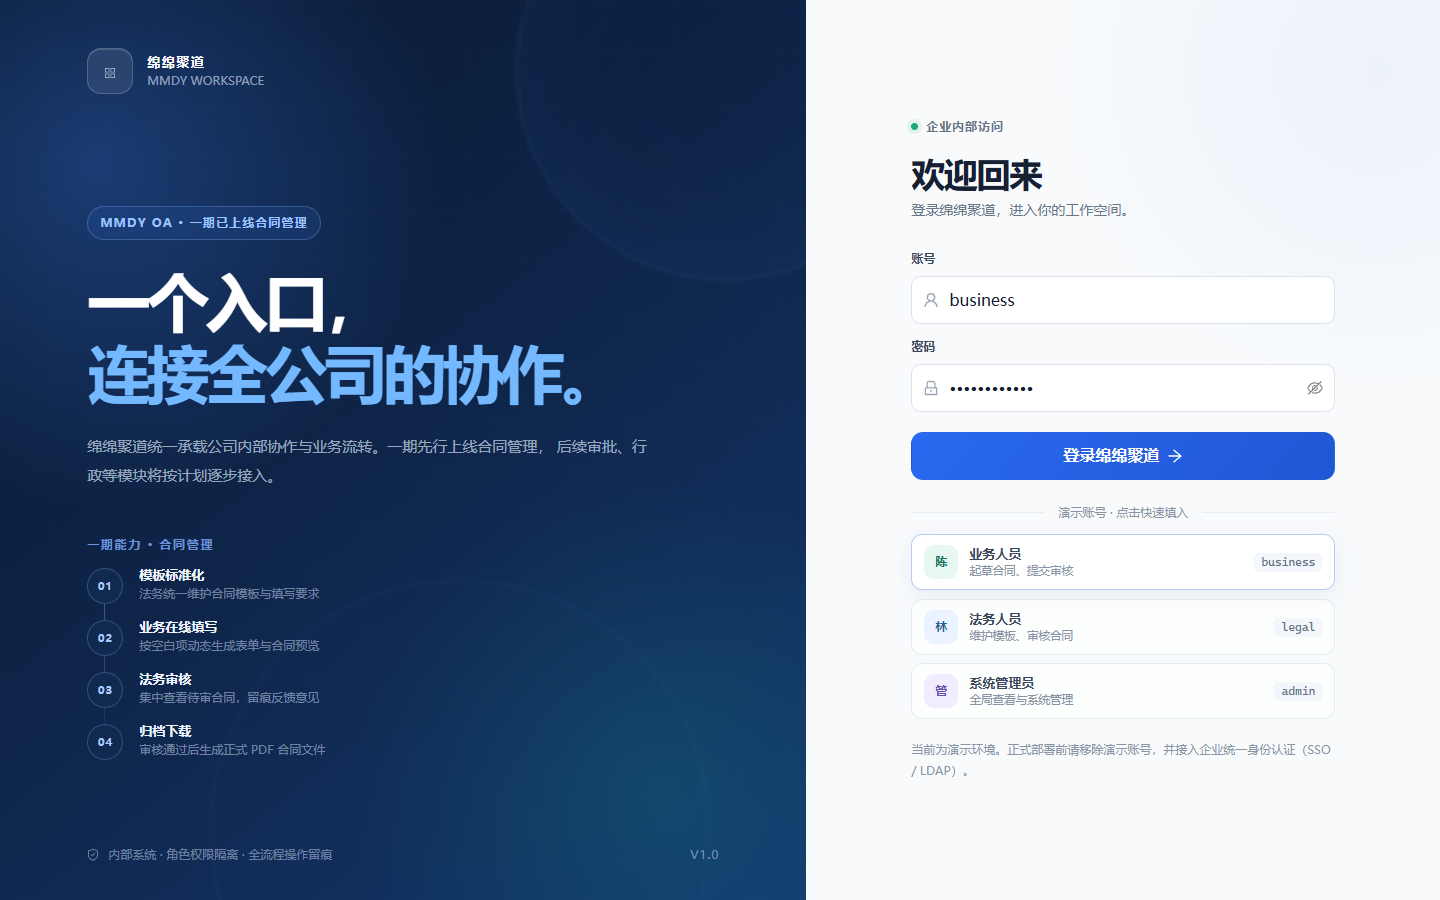 绵绵聚道
MMDY WORKSPACE
MMDY OA • 一期已上线合同管理
一个入口，
连接全公司的协作。
绵绵聚道统一承载公司内部协作与业务流转。一期先行上线合同管理， 后续审批、行
政等模块将按计划逐步接入。
一期能力 • 合同管理
01
模板标准化
法务统一维护合同模板与填写要求
02
业务在线填写
按空白项动态生成表单与合同预览
03
法务审核
集中查看待审合同，留痕反馈意见
04
归档下载
审核通过后生成正式 PDF 合同文件
内部系统 · 角色权限隔离 · 全流程操作留痕
V1.0
企业内部访问
欢迎回来
登录绵绵聚道，进入你的工作空间。
账号
business
密码
••••••••••••
登录绵绵聚道 →
演示账号 · 点击快速填入
陈
业务人员
起草合同、提交审核
business
林
法务人员
维护模板、审核合同
legal
管
系统管理员
全局查看与系统管理
admin
当前为演示环境。正式部署前请移除演示账号，并接入企业统一身份认证（SSO
/ LDAP）。